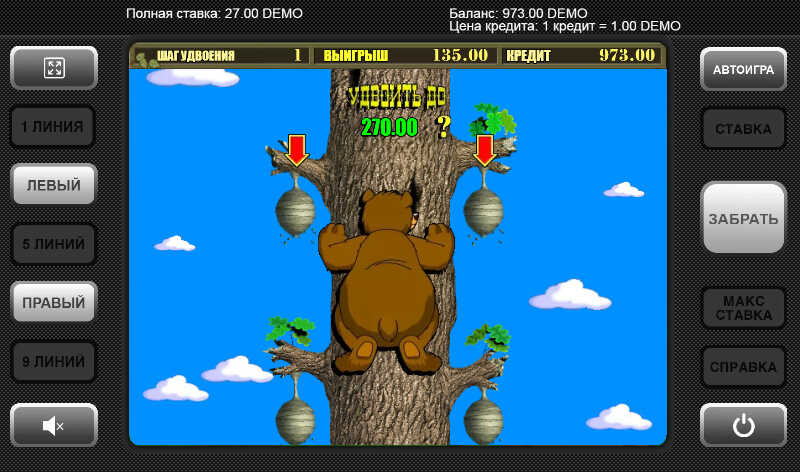 Полная ставка: 27.00 DEMO
Баланс: 973.00 DEMO
Цена кредита: 1 кредит = 1.00 DEMO
ШАГ УДВОЕНИЯ 1 ВЫИГРЫШ 135.00 КРЕДИТ 973.00
УДВОИТЬ ДО
270.00 ?
1 ЛИНИЯ
ЛЕВЫЙ
5 ЛИНИЙ
ПРАВЫЙ
9 ЛИНИЙ
АВТОИГРА
СТАВКА
ЗАБРАТЬ
МАКС
СТАВКА
СПРАВКА